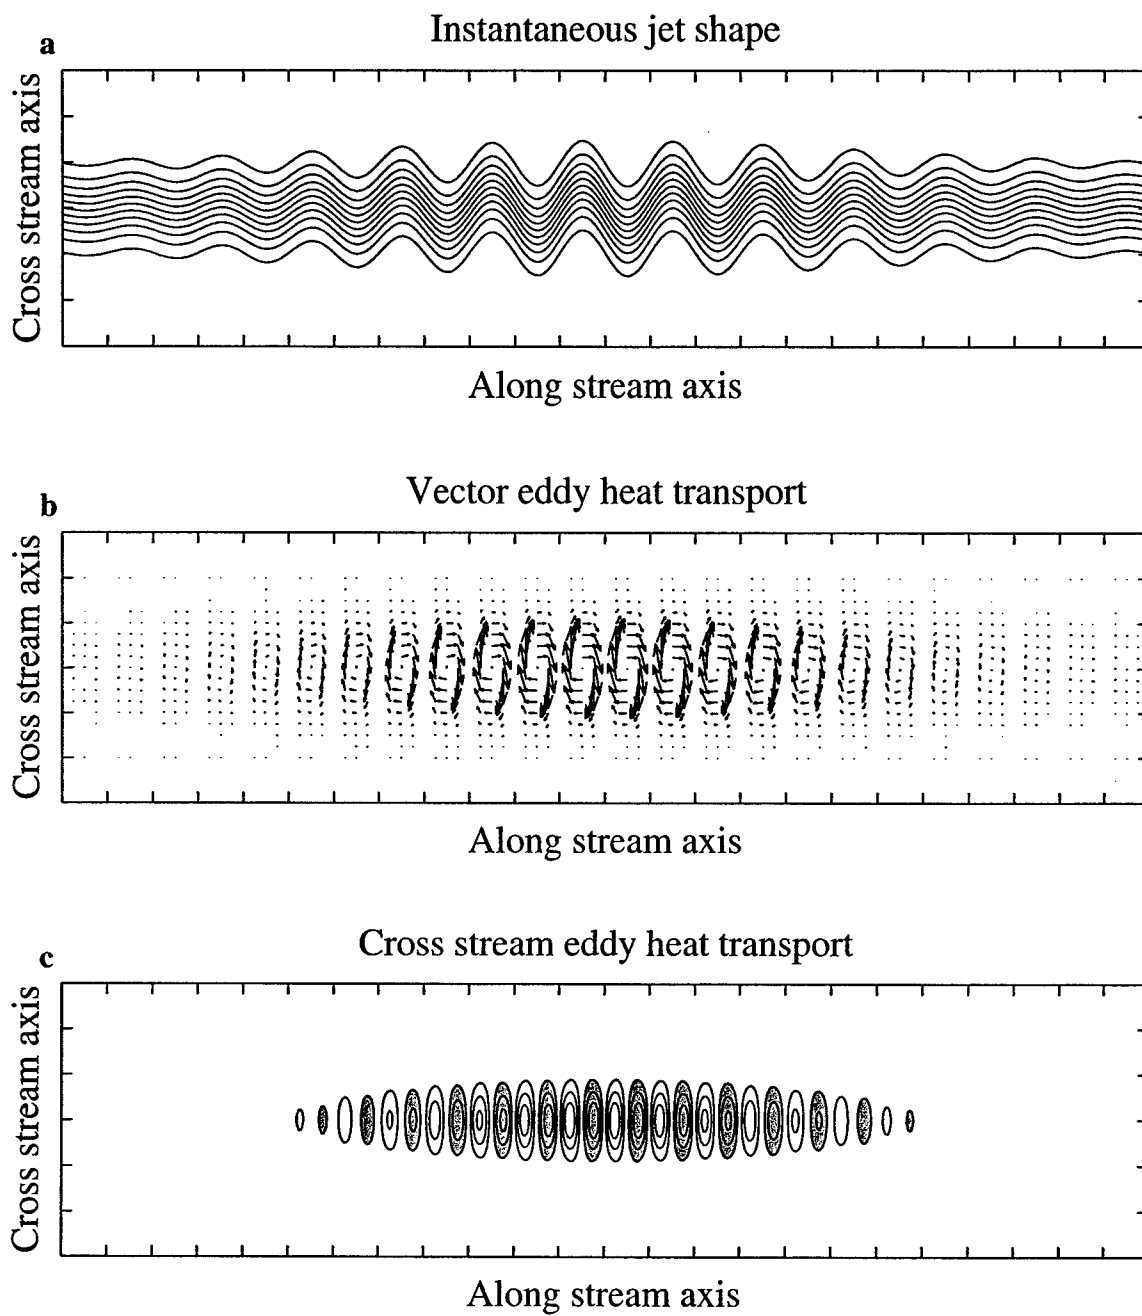 a
Instantaneous jet shape
Cross stream axis
Along stream axis
b
Vector eddy heat transport
Cross stream axis
Along stream axis
c
Cross stream eddy heat transport
Cross stream axis
Along stream axis